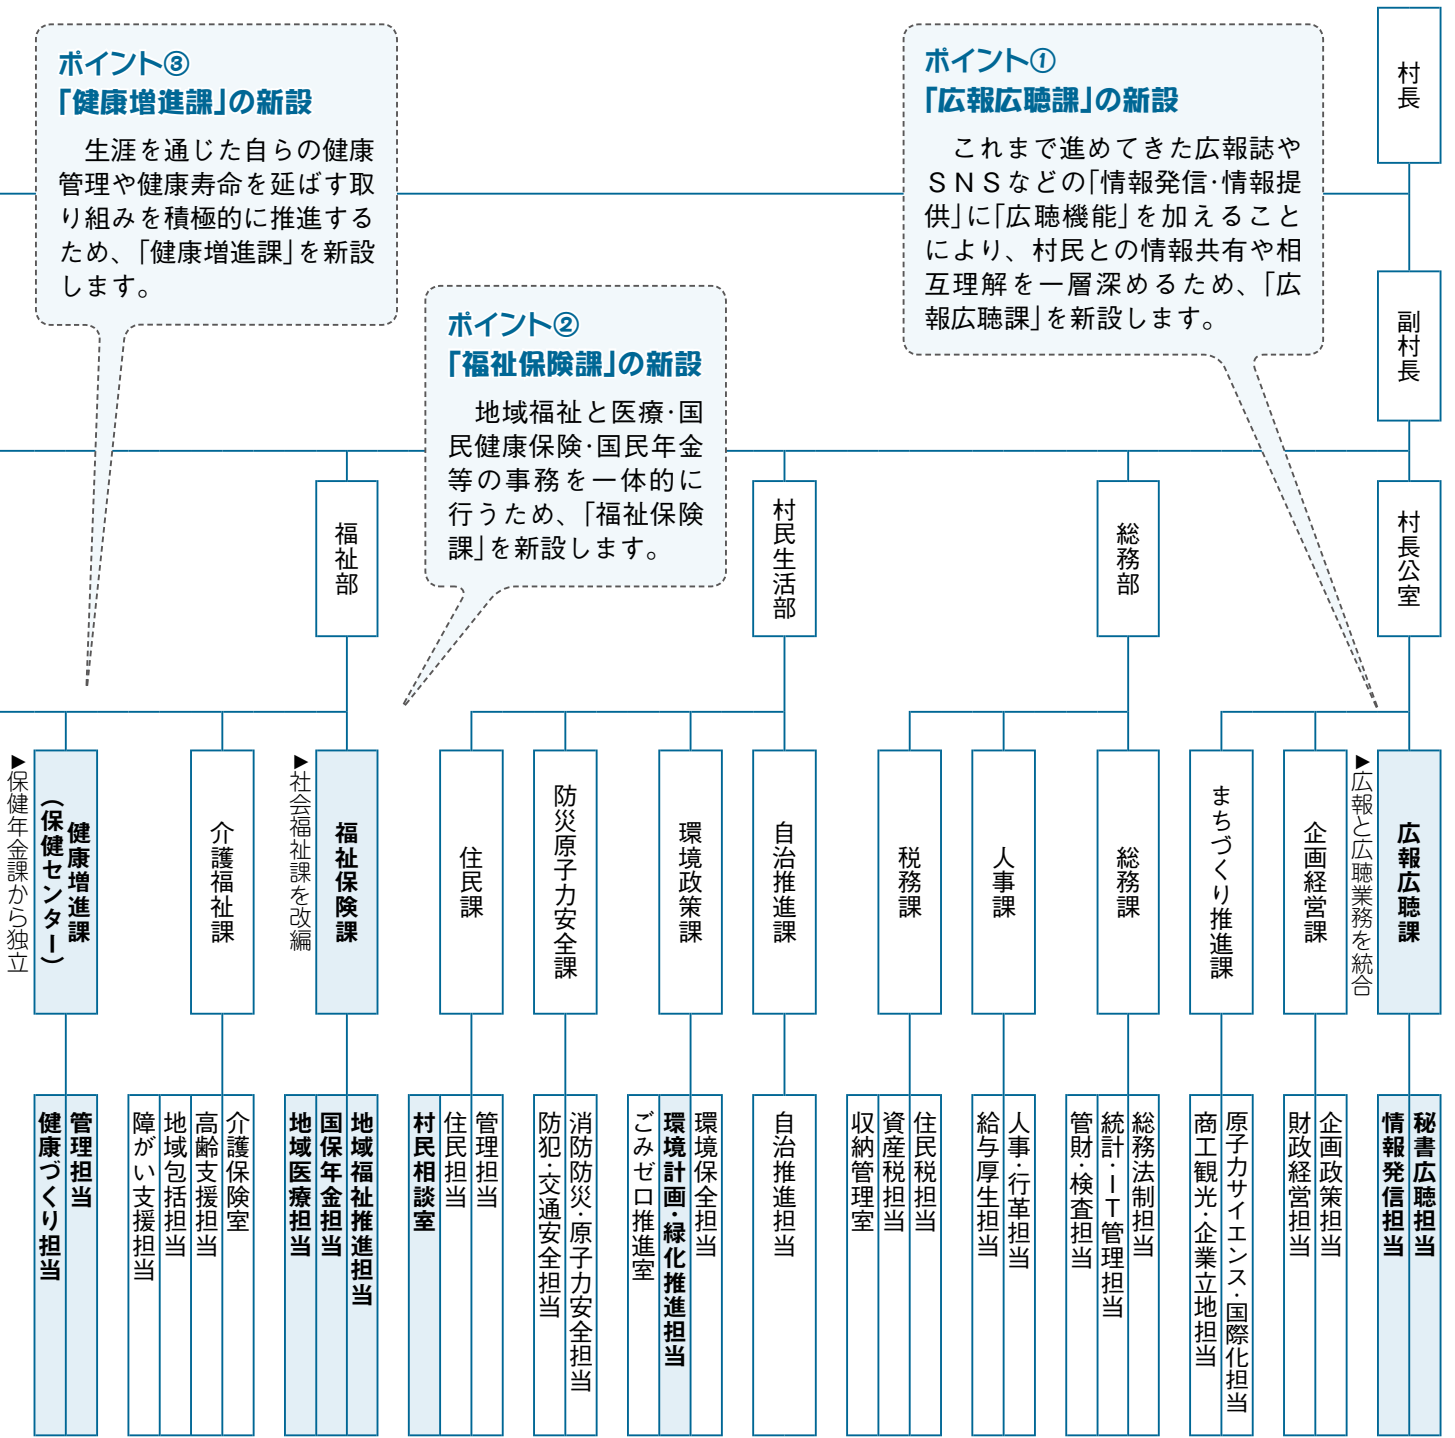 村長
副村長
村長公室
総務部
村民生活部
福祉部
ポイント①
「広報広聴課」の新設
これまで進めてきた広報誌や
ＳＮＳなどの「情報発信･情報提
供」に「広聴機能」を加えること
により、村民との情報共有や相
互理解を一層深めるため、「広
報広聴課」を新設します。
ポイント②
「福祉保険課」の新設
地域福祉と医療･国
民健康保険･国民年金
等の事務を一体的に
行うため、「福祉保険
課」を新設します。
ポイント③
「健康増進課」の新設
生涯を通じた自らの健康
管理や健康寿命を延ばす取
り組みを積極的に推進する
ため、「健康増進課」を新設
します。
広報広聴課
▶広報と広聴業務を統合
企画経営課
まちづくり推進課
総務課
人事課
税務課
自治推進課
環境政策課
防災原子力安全課
住民課
福祉保険課
▶社会福祉課を改編
介護福祉課
健康増進課
（保健センター）
▶保健年金課から独立
秘書広聴担当
情報発信担当
企画政策担当
財政経営担当
原子力サイエンス･国際化担当
商工観光･企業立地担当
総務法制担当
統計･ＩＴ管理担当
管財･検査担当
人事･行革担当
給与厚生担当
住民税担当
資産税担当
収納管理室
自治推進担当
環境保全担当
環境計画･緑化推進担当
ごみゼロ推進室
消防防災･原子力安全担当
防犯･交通安全担当
管理担当
住民担当
村民相談室
地域福祉推進担当
国保年金担当
地域医療担当
介護保険室
高齢支援担当
地域包括担当
障がい支援担当
管理担当
健康づくり担当